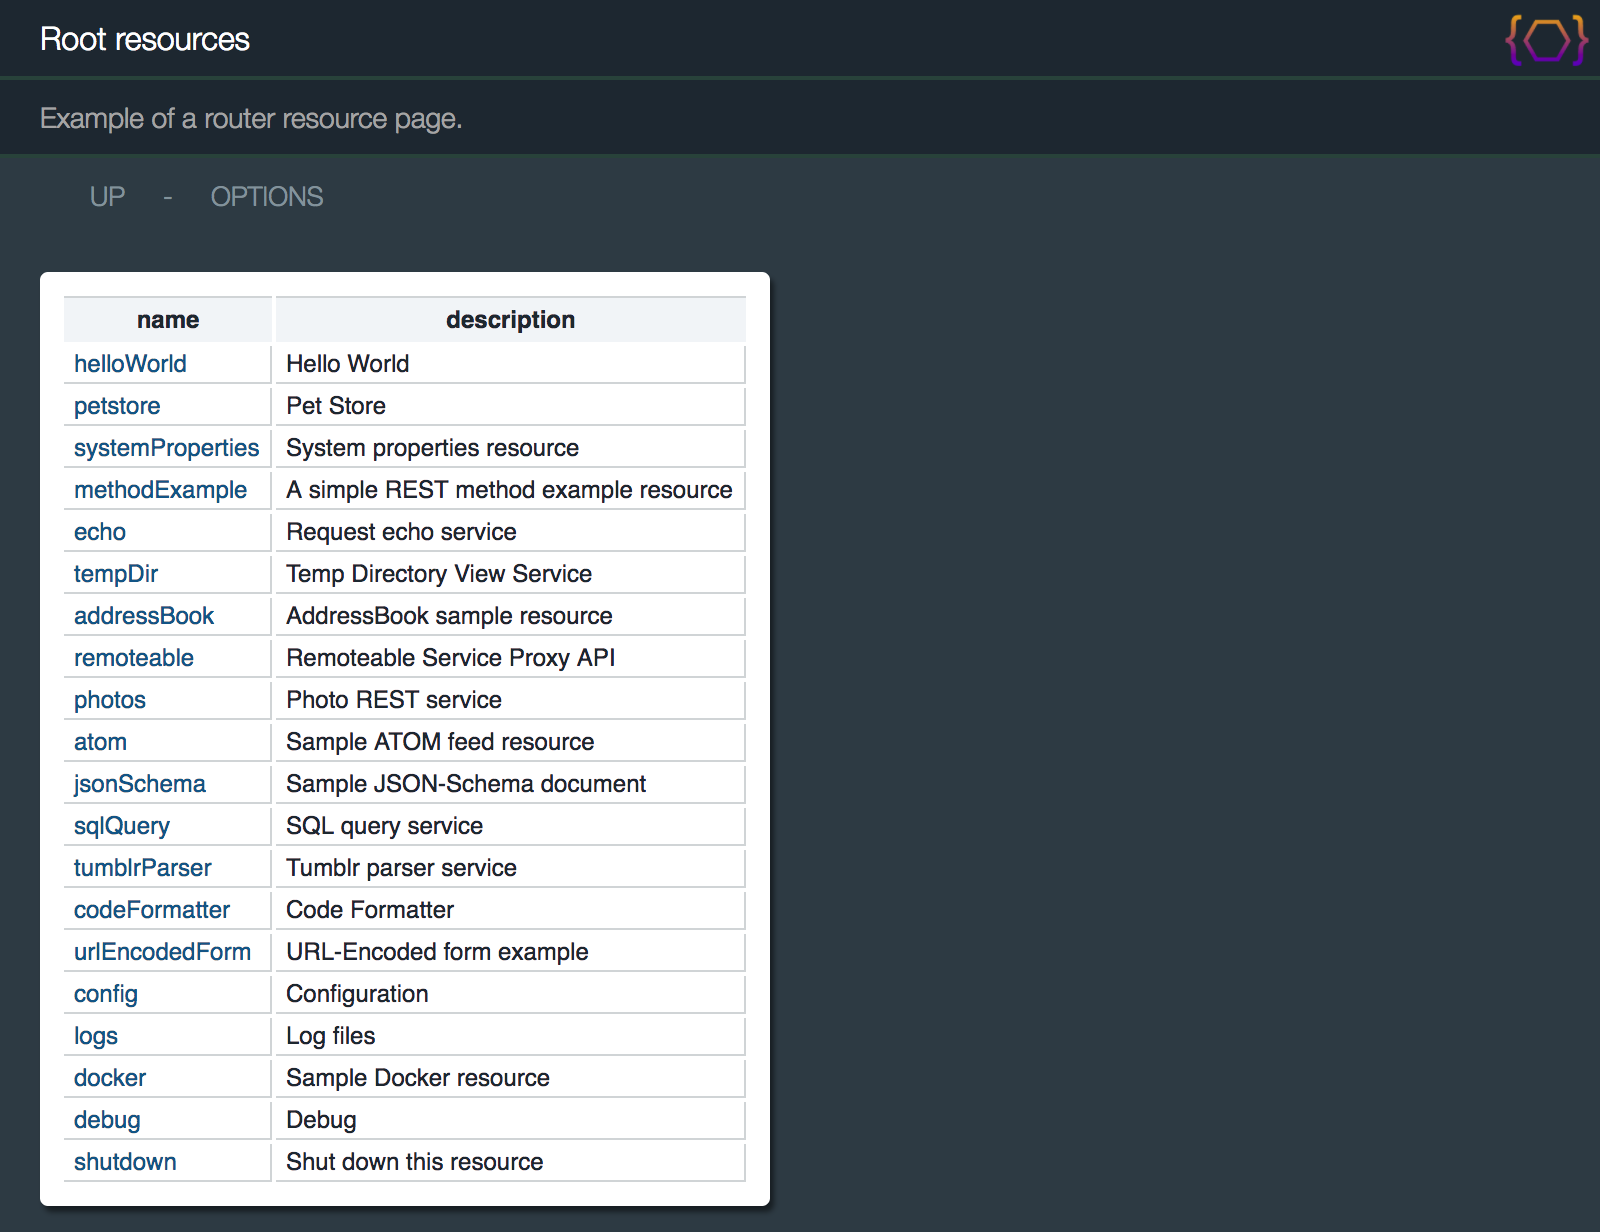 Root resources
Example of a router resource page.
UP - OPTIONS
name description
helloWorld Hello World
petstore Pet Store
systemProperties System properties resource
methodExample A simple REST method example resource
echo Request echo service
tempDir Temp Directory View Service
addressBook AddressBook sample resource
remoteable Remoteable Service Proxy API
photos Photo REST service
atom Sample ATOM feed resource
jsonSchema Sample JSON-Schema document
sqlQuery SQL query service
tumblrParser Tumblr parser service
codeFormatter Code Formatter
urlEncodedForm URL-Encoded form example
config Configuration
logs Log files
docker Sample Docker resource
debug Debug
shutdown Shut down this resource